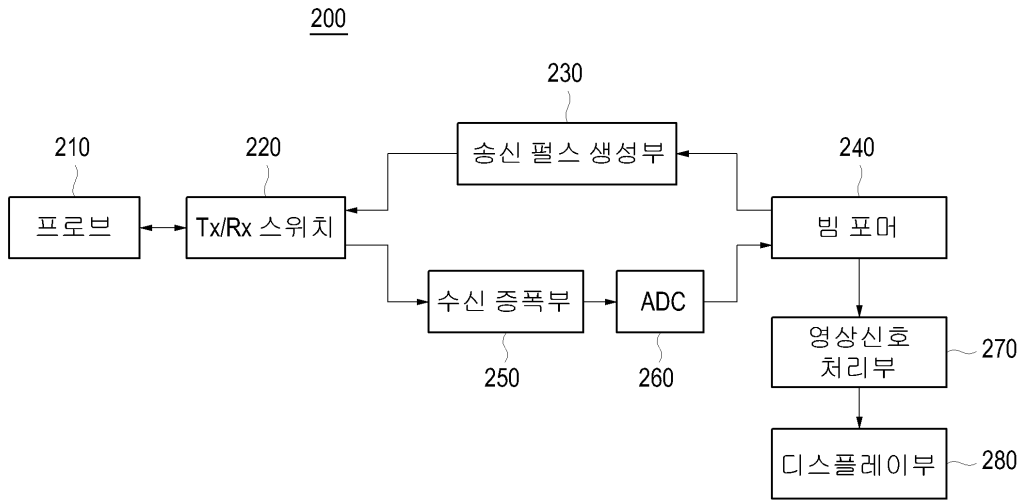 200
230
송신 펄스 생성부
210
프로브
220
Tx/Rx 스위치
240
빔 포머
수신 증폭부
250
ADC
260
영상신호
처리부
270
디스플레이부
280